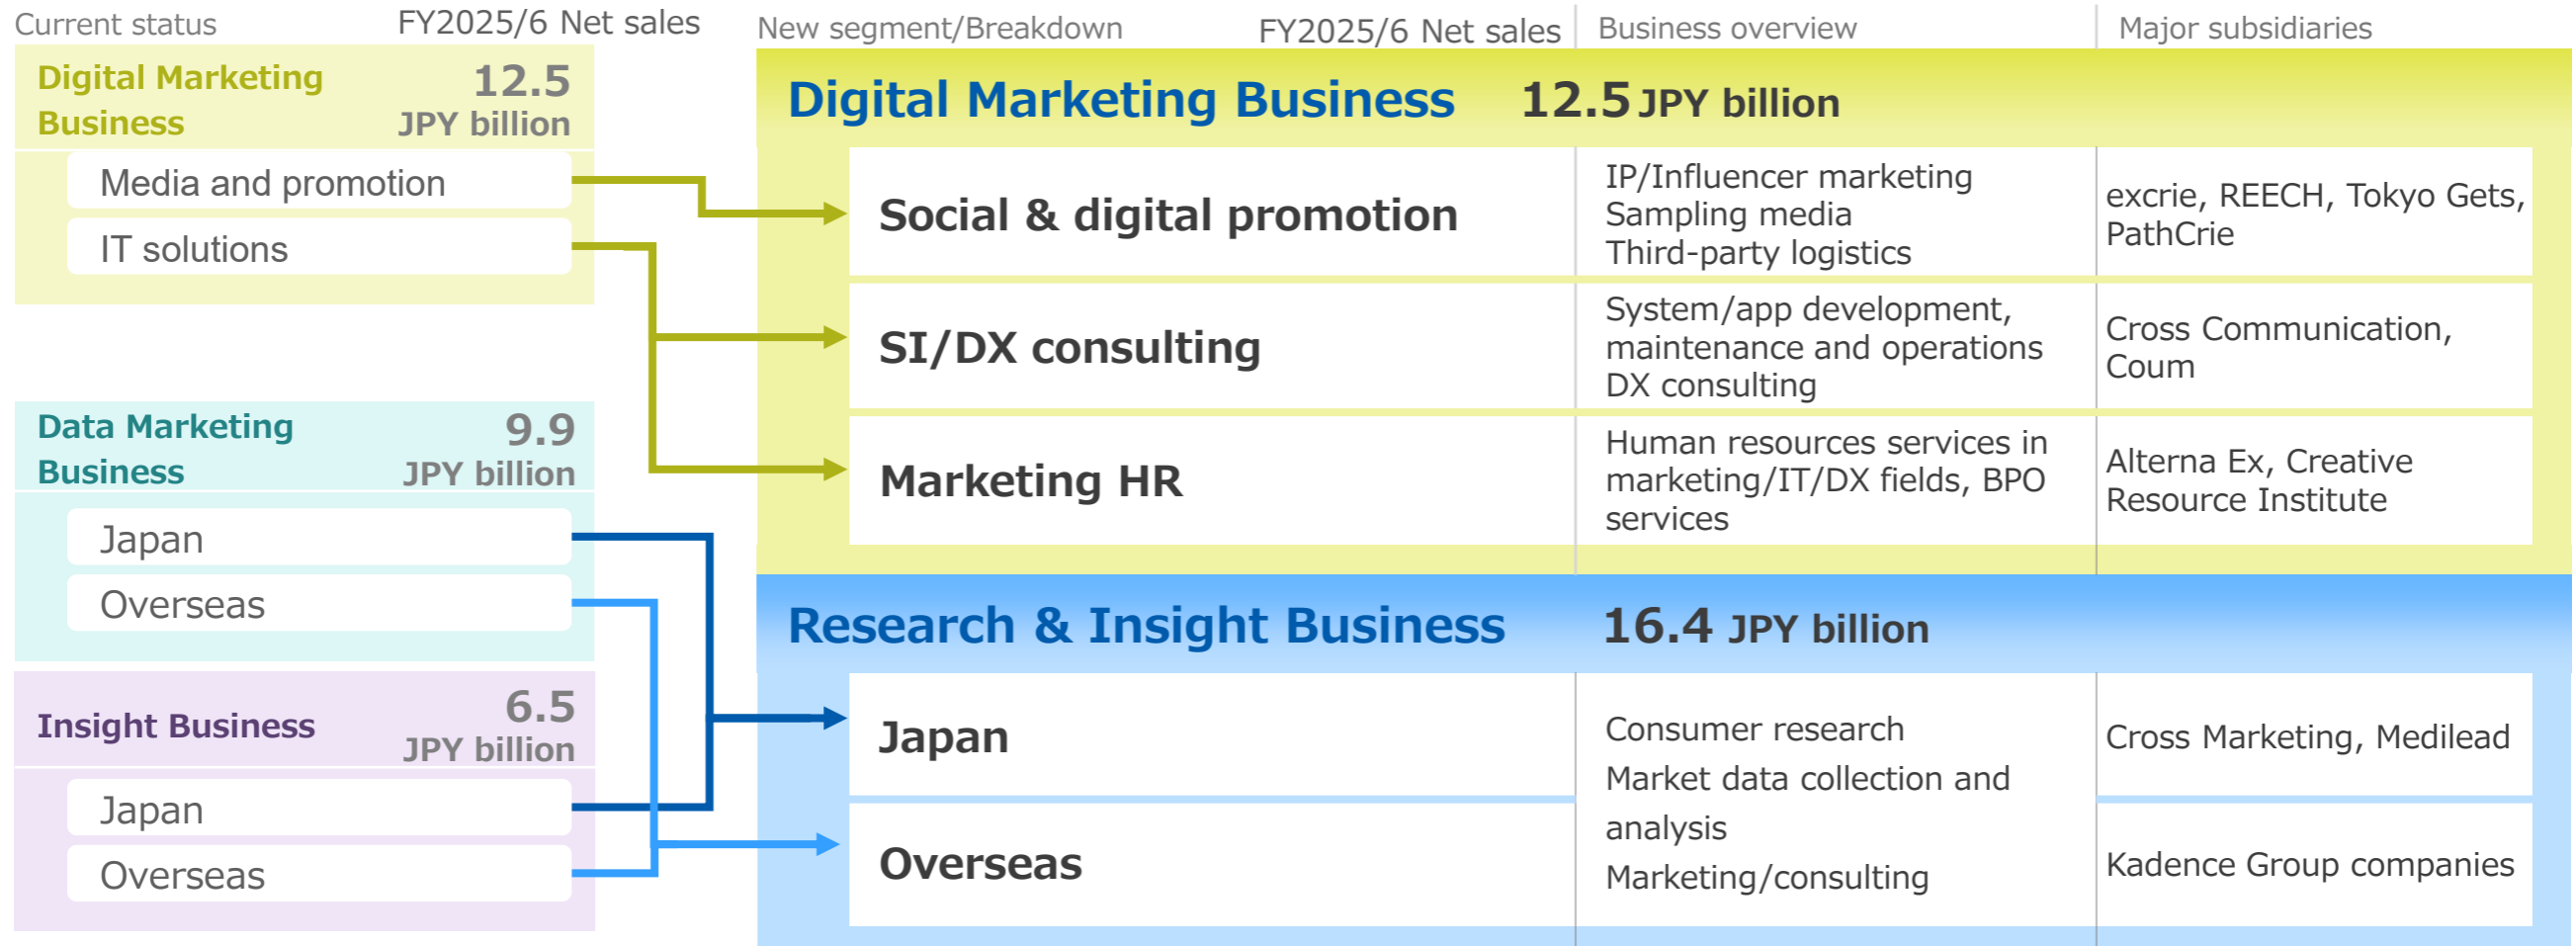 Current status
FY2025/6 Net sales
Digital Marketing
Business
12.5
JPY billion
Media and promotion
IT solutions
Data Marketing
Business
9.9
JPY billion
Japan
Overseas
Insight Business
6.5
JPY billion
Japan
Overseas
New segment/Breakdown
FY2025/6 Net sales
Business overview
Major subsidiaries
Digital Marketing Business 12.5 JPY billion
Social & digital promotion
IP/Influencer marketing
Sampling media
Third-party logistics
excrie, REECH, Tokyo Gets,
PathCrie
SI/DX consulting
System/app development,
maintenance and operations
DX consulting
Cross Communication,
Coum
Marketing HR
Human resources services in
marketing/IT/DX fields, BPO
services
Alterna Ex, Creative
Resource Institute
Research & Insight Business 16.4 JPY billion
Japan
Overseas
Consumer research
Market data collection and
analysis
Marketing/consulting
Cross Marketing, Medilead
Kadence Group companies